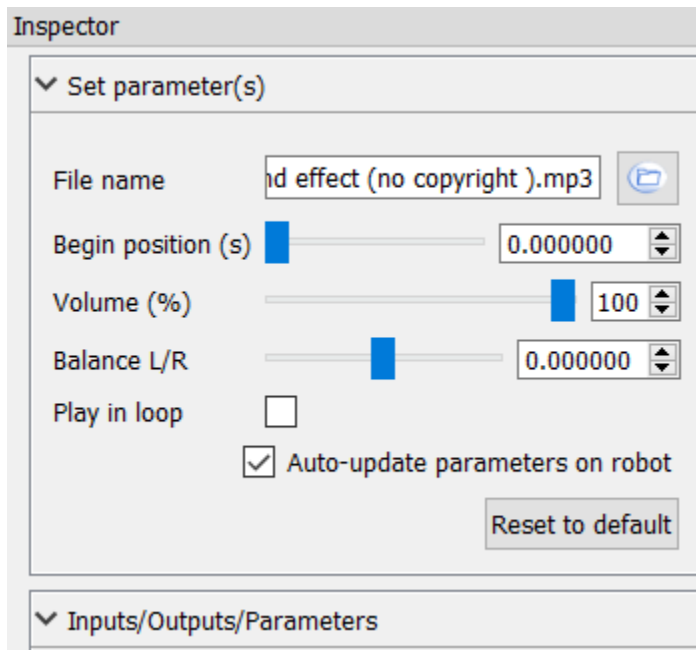 Inspector
Set parameter(s)
File name
effect (no copyright ).mp3
Begin position (s)
0.000000
Volume (%)
100
Balance L/R
0.000000
Play in loop
Auto-update parameters on robot
Reset to default
Inputs/Outputs/Parameters